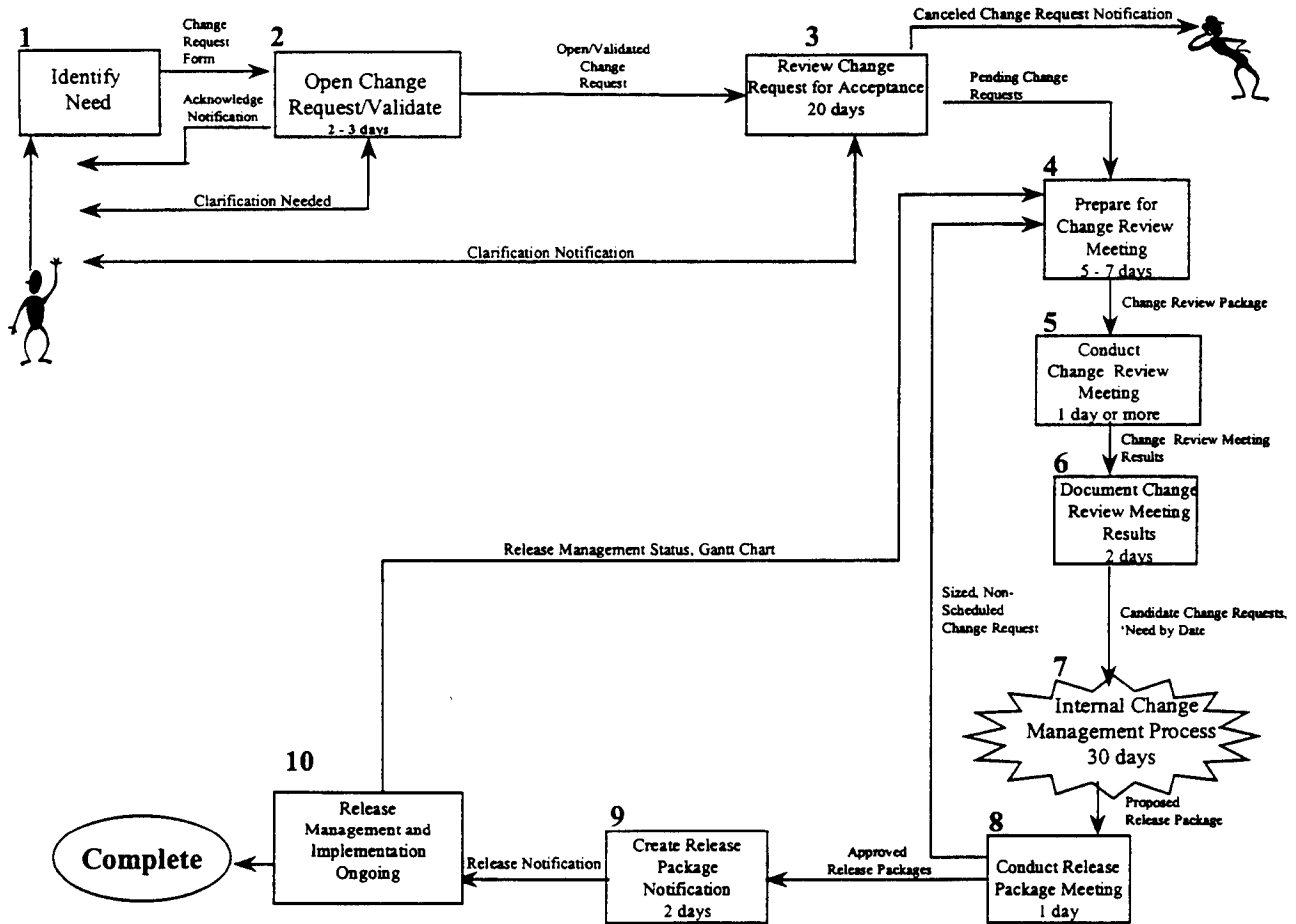 Canceled Change Request Notification
1
Identify
Need
Change
Request
Form
Acknowledge
Notification
2
Open Change
Request/Validate
2 - 3 days
Open/Validated
Change
Request
3
Review Change
Request for Acceptance
20 days
Pending Change
Requests
Clarification Needed
Clarification Notification
4
Prepare for
Change Review
Meeting
5 - 7 days
Change Review Package
5
Conduct
Change Review
Meeting
1 day or more
Change Review Meeting
Results
6
Document Change
Review Meeting
Results
2 days
Release Management Status, Gantt Chart
Sized, Non-
Scheduled
Change Request
Candidate Change Requests,
'Need by Date
7
Internal Change
Management Process
30 days
Proposed
Release Package
8
Conduct Release
Package Meeting
1 day
Approved
Release Packages
9
Create Release
Package
Notification
2 days
Release Notification
10
Release
Management and
Implementation
Ongoing
Complete